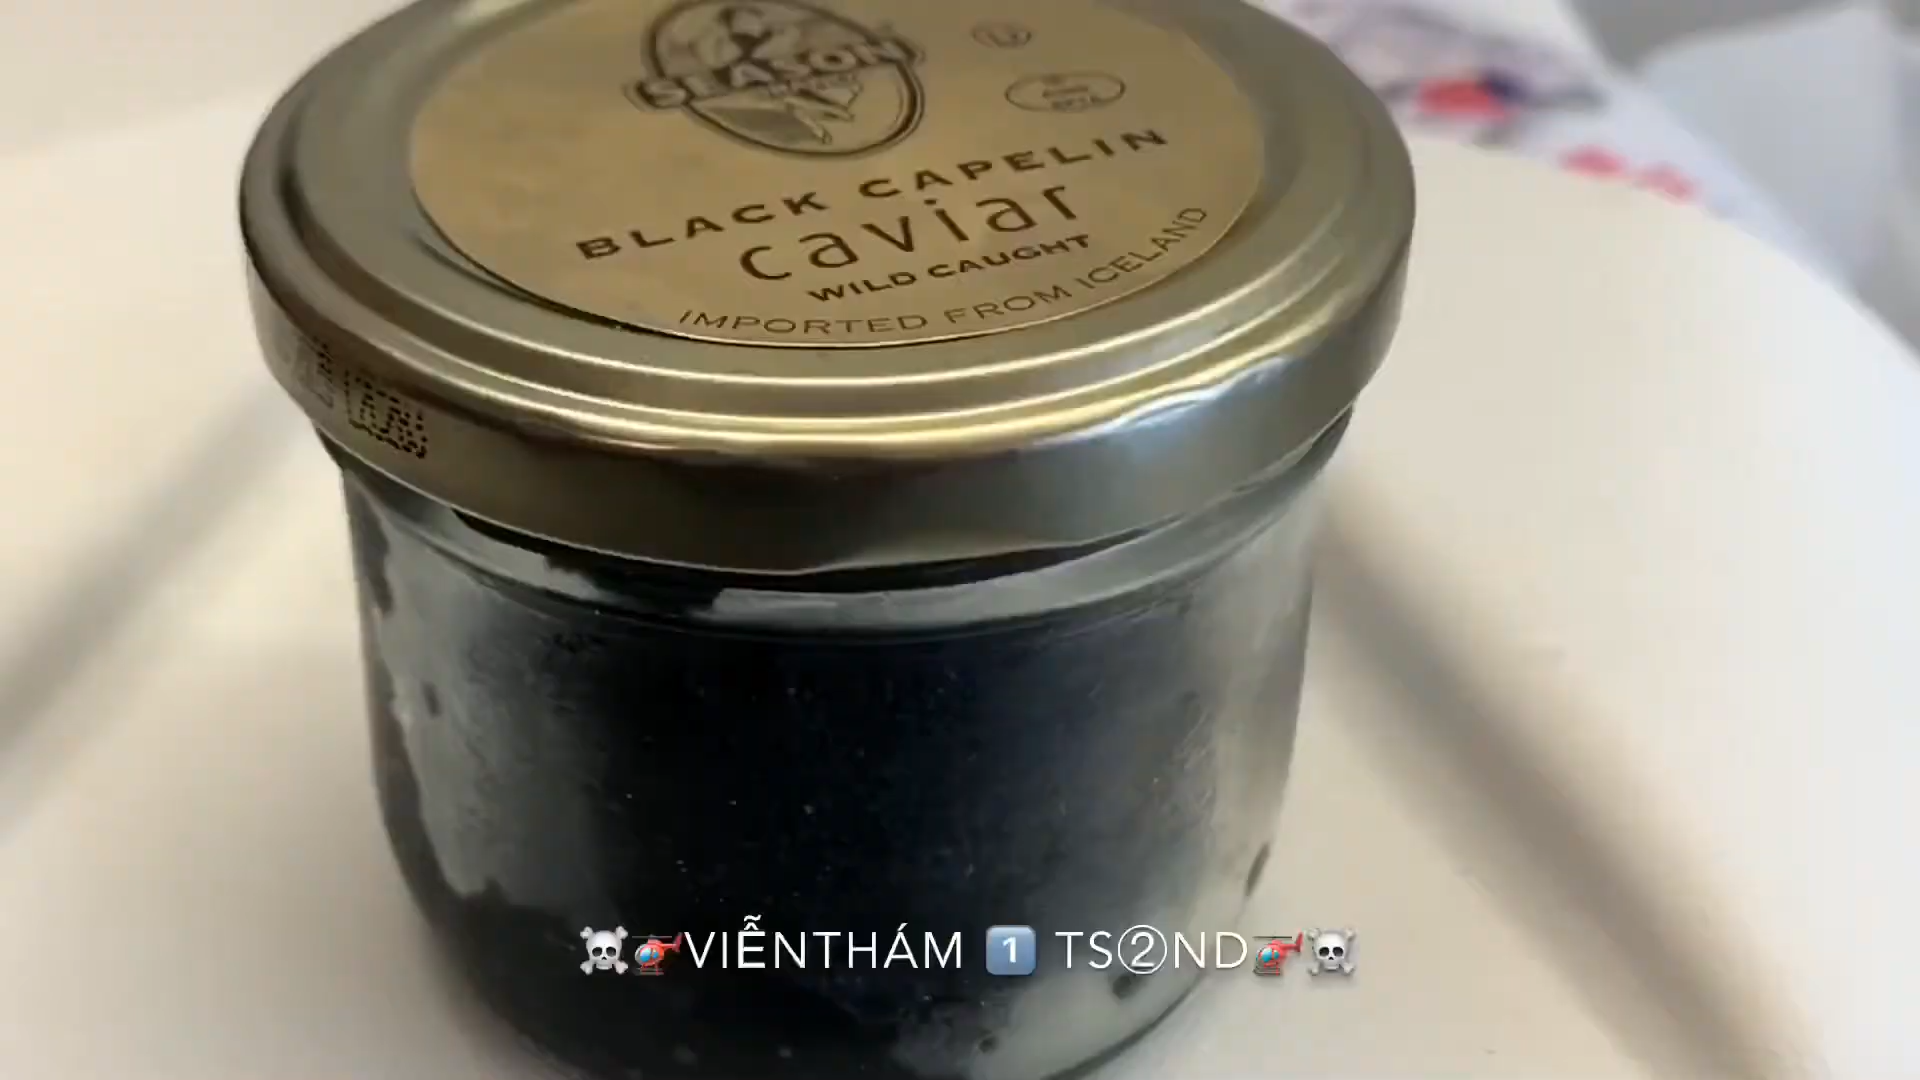 SEASON
BLACK CAPELIN
caviar
WILD CAUGHT
IMPORTED FROM ICELAND
☠️🚁VIỄNTHÁM 1️⃣ TS②ND🚁☠️